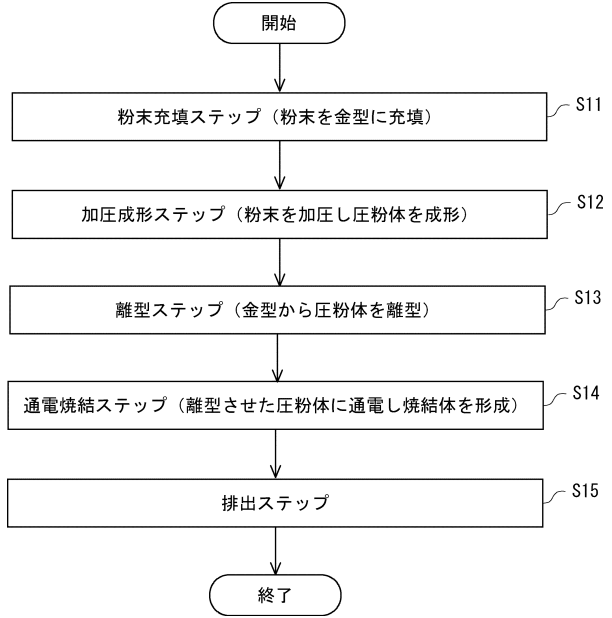 開始
粉末充填ステップ（粉末を金型に充填）
S11
加圧成形ステップ（粉末を加圧し圧粉体を成形）
S12
離型ステップ（金型から圧粉体を離型）
S13
通電焼結ステップ（離型させた圧粉体に通電し焼結体を形成）
S14
排出ステップ
S15
終了